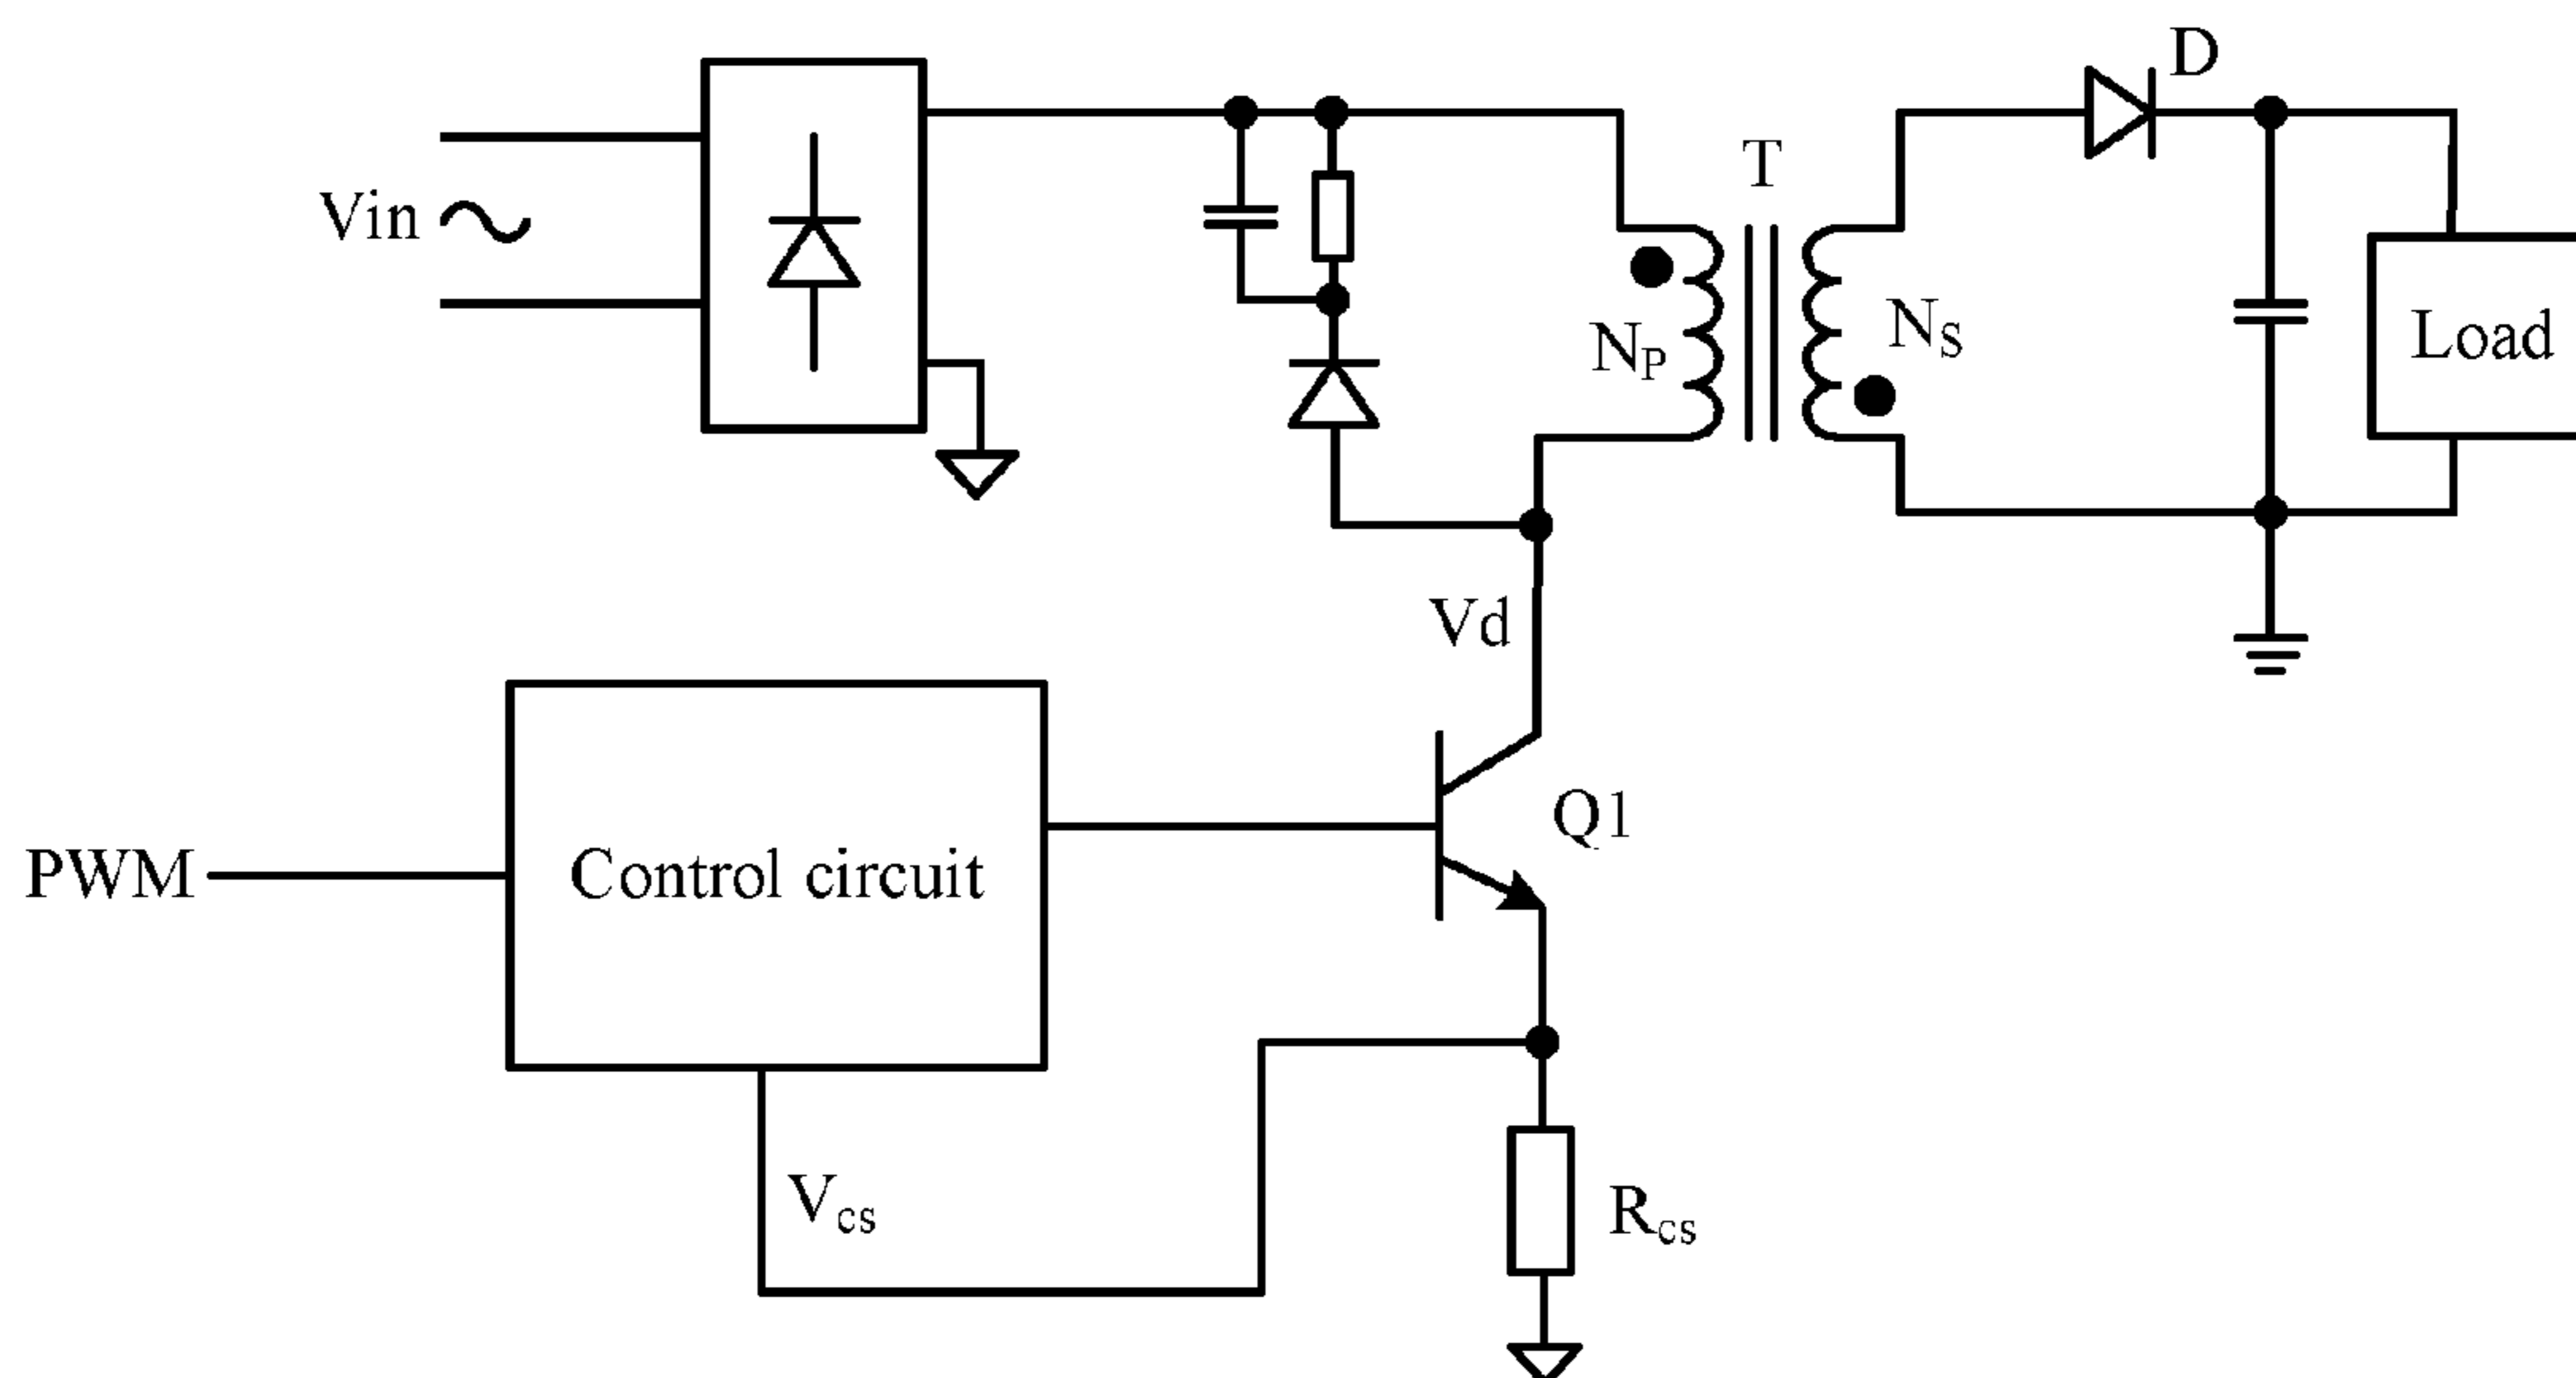 D
T
Vin
NP
NS
Load
Vd
Q1
PWM
Control circuit
Vcs
Rcs